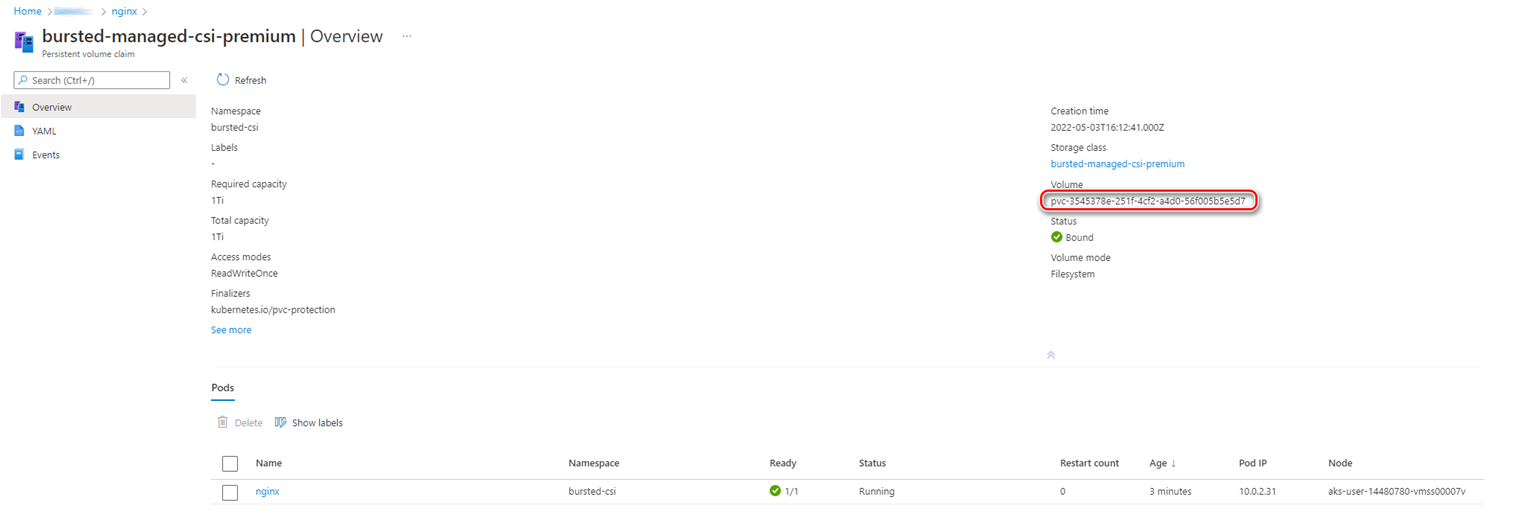 Home > > nginx >
bursted-managed-csi-premium | Overview ...
Persistent volume claim
Search (Ctrl+/) «
Refresh
Overview
YAML
Events
Namespace
bursted-csi
Labels
-
Required capacity
1Ti
Total capacity
1Ti
Access modes
ReadWriteOnce
Finalizers
kubernetes.io/pvc-protection
See more
Creation time
2022-05-03T16:12:41.000Z
Storage class
bursted-managed-csi-premium
Volume
pvc-3545378e-251f-4cf2-a4d0-56f005b5e5d7
Status
Bound
Volume mode
Filesystem
Pods
Delete Show labels
Name Namespace Ready Status Restart count Age ↓ Pod IP Node
nginx bursted-csi 1/1 Running 0 3 minutes 10.0.2.31 aks-user-14480780-vmss00007v